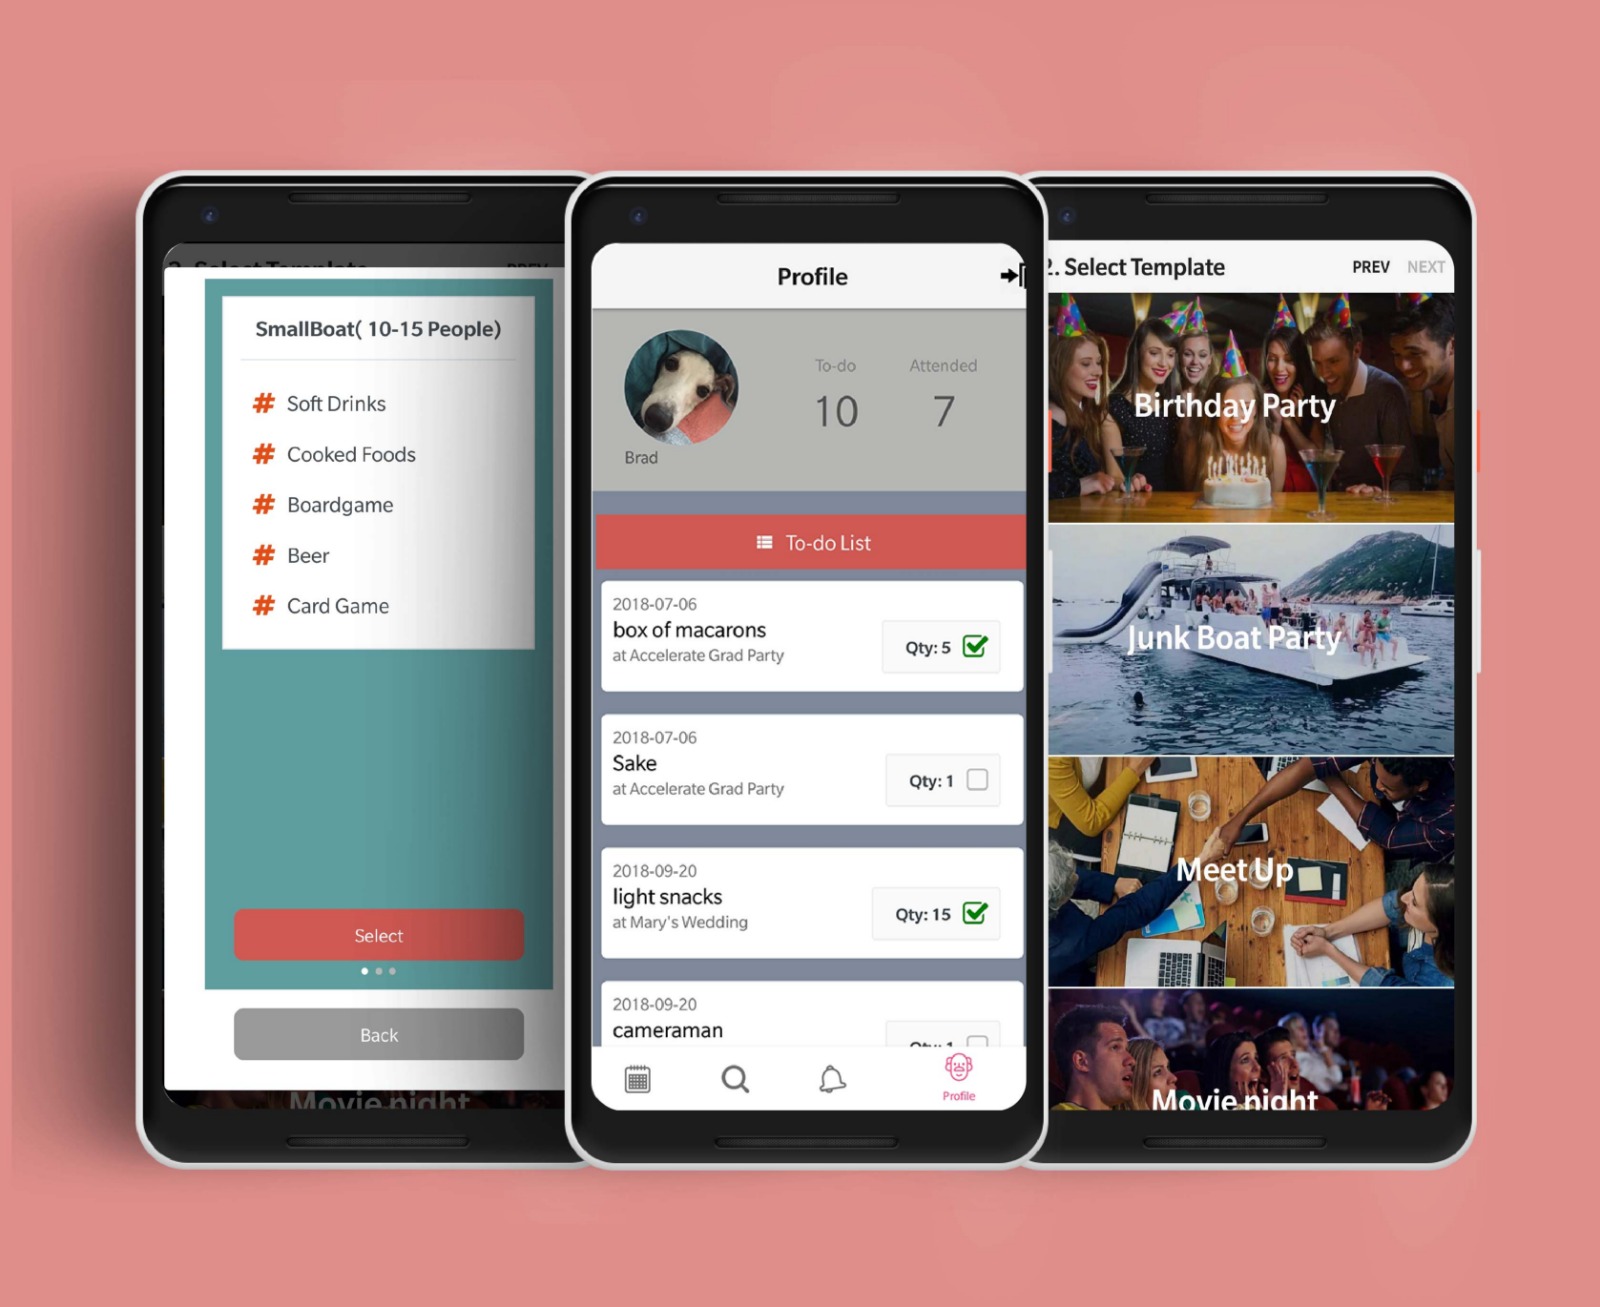 SmallBoat( 10-15 People)
# Soft Drinks
# Cooked Foods
# Boardgame
# Beer
# Card Game
Select
Back
Movie night
Profile
To-do
Attended
10
7
Brad
To-do List
2018-07-06
box of macarons
at Accelerate Grad Party
Qty: 5
2018-07-06
Sake
at Accelerate Grad Party
Qty: 1
2018-09-20
light snacks
at Mary's Wedding
Qty: 15
2018-09-20
cameraman
Qty: 1
Profile
2. Select Template
PREV
NEXT
Birthday Party
Junk Boat Party
Meet Up
Movie night